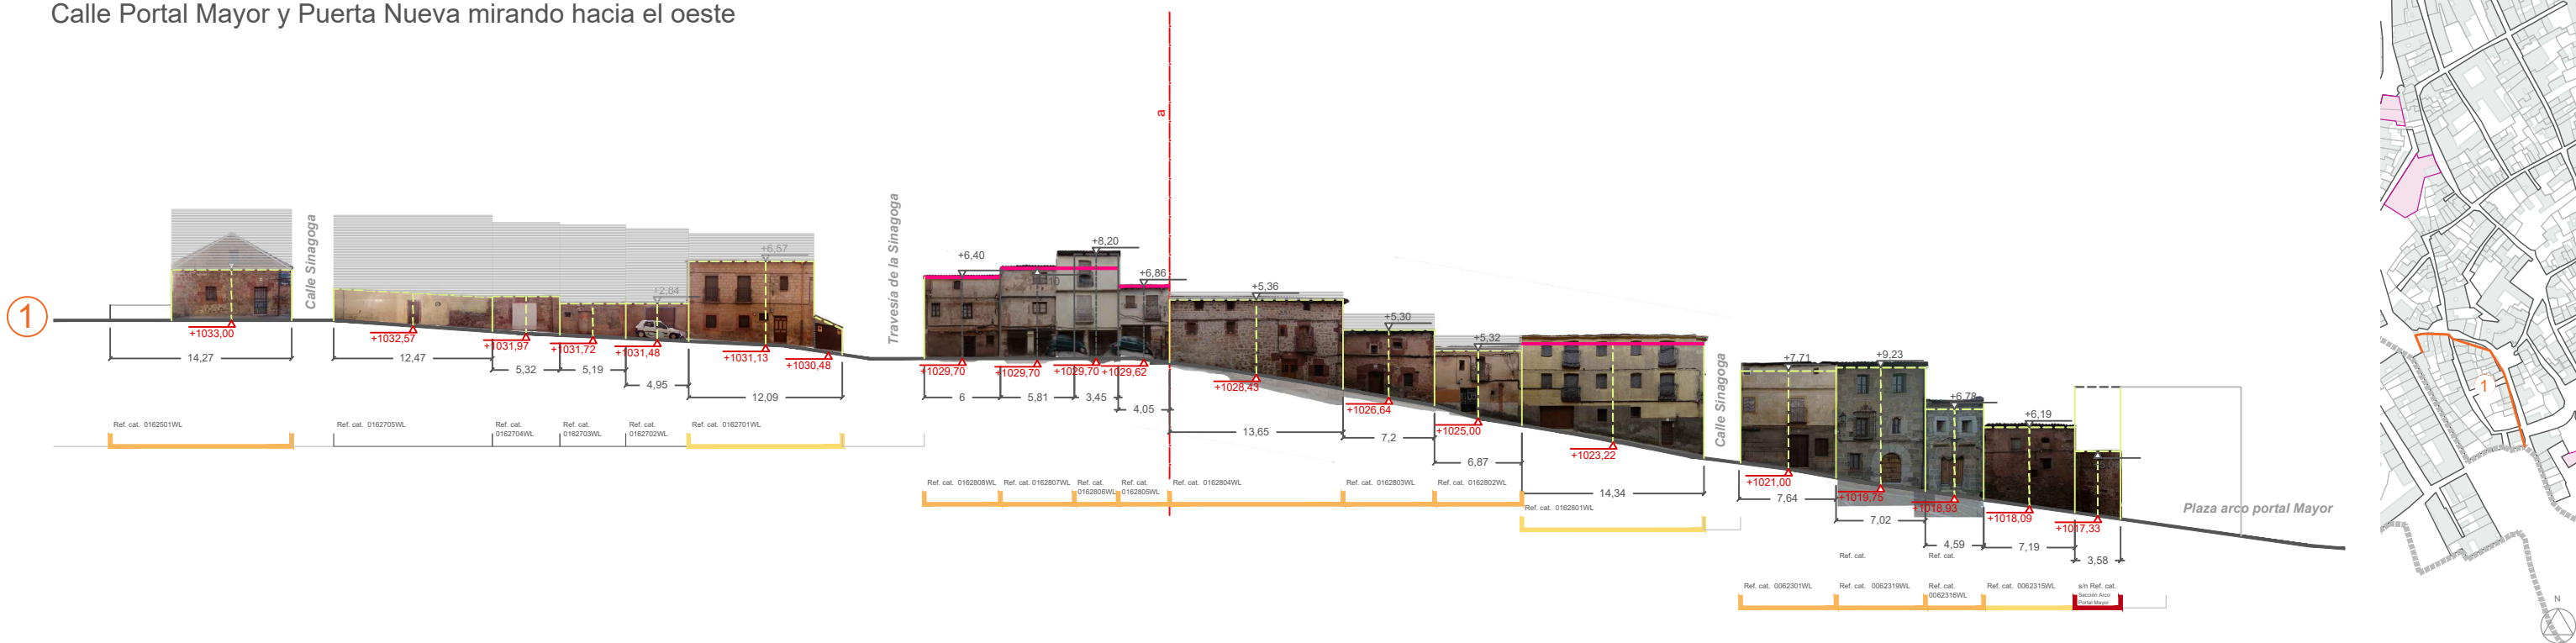 Calle Portal Mayor y Puerta Nueva mirando hacia el oeste
a
1
Calle Sinagoga
Travesía de la Sinagoga
Calle Sinagoga
Plaza arco portal Mayor
+6,57
+2,84
+6,40
+8,20
+6,86
+5,36
+5,30
+5,32
+7,71
+9,23
+6,78
+6,19
+1033,00
+1032,57
+1031,97
+1031,72
+1031,48
+1031,13
+1030,48
+1029,70
+1029,70
+1029,70
+1029,62
+1028,43
+1026,64
+1025,00
+1023,22
+1021,00
+1019,75
+1018,93
+1018,09
+1017,33
14,27
12,47
5,32
5,19
4,95
12,09
6
5,81
3,45
4,05
13,65
7,2
6,87
14,34
7,64
7,02
4,59
7,19
3,58
Ref. cat. 0162501WL
Ref. cat. 0162705WL
Ref. cat.
0162704WL
Ref. cat.
0162703WL
Ref. cat.
0162702WL
Ref. cat. 0162701WL
Ref. cat. 0162808WL
Ref. cat. 0162807WL
Ref. cat.
0162806WL
Ref. cat.
0162805WL
Ref. cat. 0162804WL
Ref. cat. 0162803WL
Ref. cat. 0162802WL
Ref. cat. 0162801WL
Ref. cat.
Ref. cat.
Ref. cat. 0062301WL
Ref. cat. 0062319WL
Ref. cat.
0062316WL
Ref. cat. 0062315WL
s/n Ref. cat.
Sección Arco
Portal Mayor
1
N